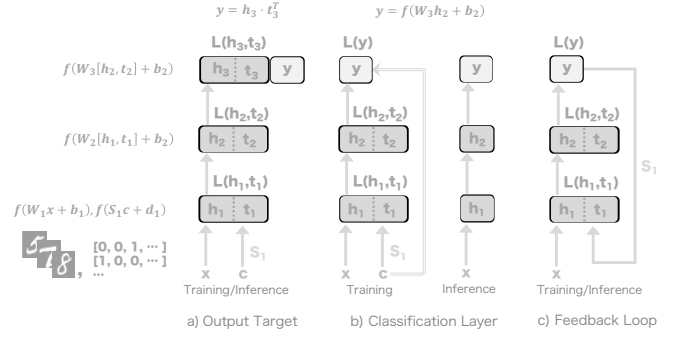 y = h₃ · t₃ᵀ
y = f(W₃h₂ + b₂)
L(h₃,t₃)
L(y)
L(y)
f(W₃[h₂, t₂] + b₂)
h₃ t₃ y
y
y
y
L(h₂,t₂)
L(h₂,t₂)
L(h₂,t₂)
f(W₂[h₁, t₁] + b₂)
h₂ t₂
h₂ t₂
h₂
h₂ t₂
S₁
L(h₁,t₁)
L(h₁,t₁)
L(h₁,t₁)
f(W₁x + b₁), f(S₁c + d₁)
h₁ t₁
h₁ t₁
h₁
h₁ t₁
5 7 8 ,
[0, 0, 1, ··· ]
[1, 0, 0, ··· ]
···
S₁
S₁
x c
x c
x
x
Training/Inference
Training
Inference
Training/Inference
a) Output Target
b) Classification Layer
c) Feedback Loop